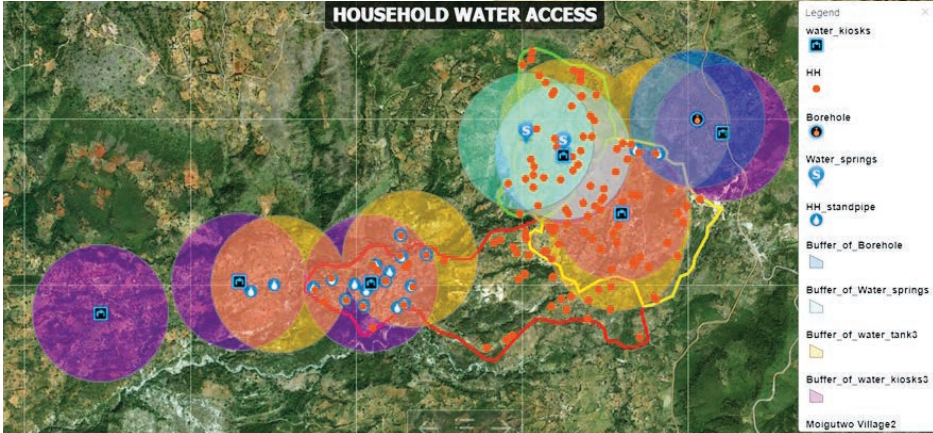 HOUSEHOLD WATER ACCESS
Legend
water_kiosks
HH
Borehole
Water_springs
S
S
S
HH_standpipe
Buffer_of_Borehole
Buffer_of_Water_springs
Buffer_of_water_tank3
Buffer_of_water_kiosks3
Moigutwo Village2